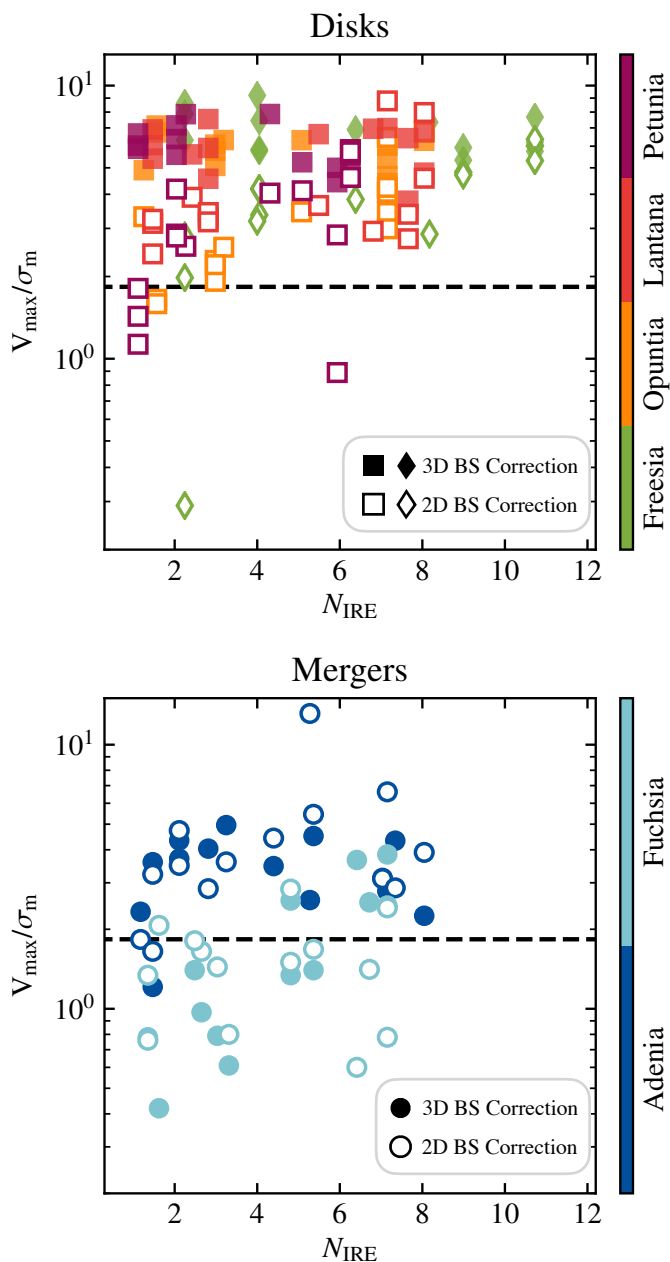 Disks
10¹
10⁰
V_max/σ_m
2 4 6 8 10 12
N_IRE
3D BS Correction
2D BS Correction
Petunia
Lantana
Opuntia
Freesia
Mergers
10¹
10⁰
V_max/σ_m
2 4 6 8 10 12
N_IRE
3D BS Correction
2D BS Correction
Fuchsia
Adenia